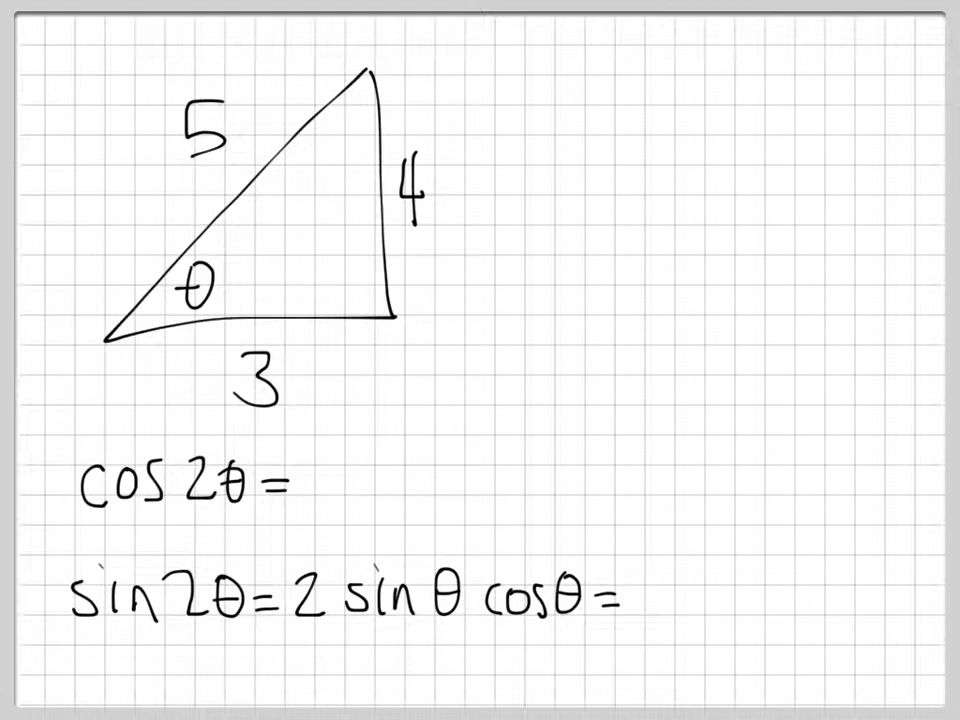 5
4
θ
3
cos 2θ =
sin 2θ = 2 sin θ cos θ =